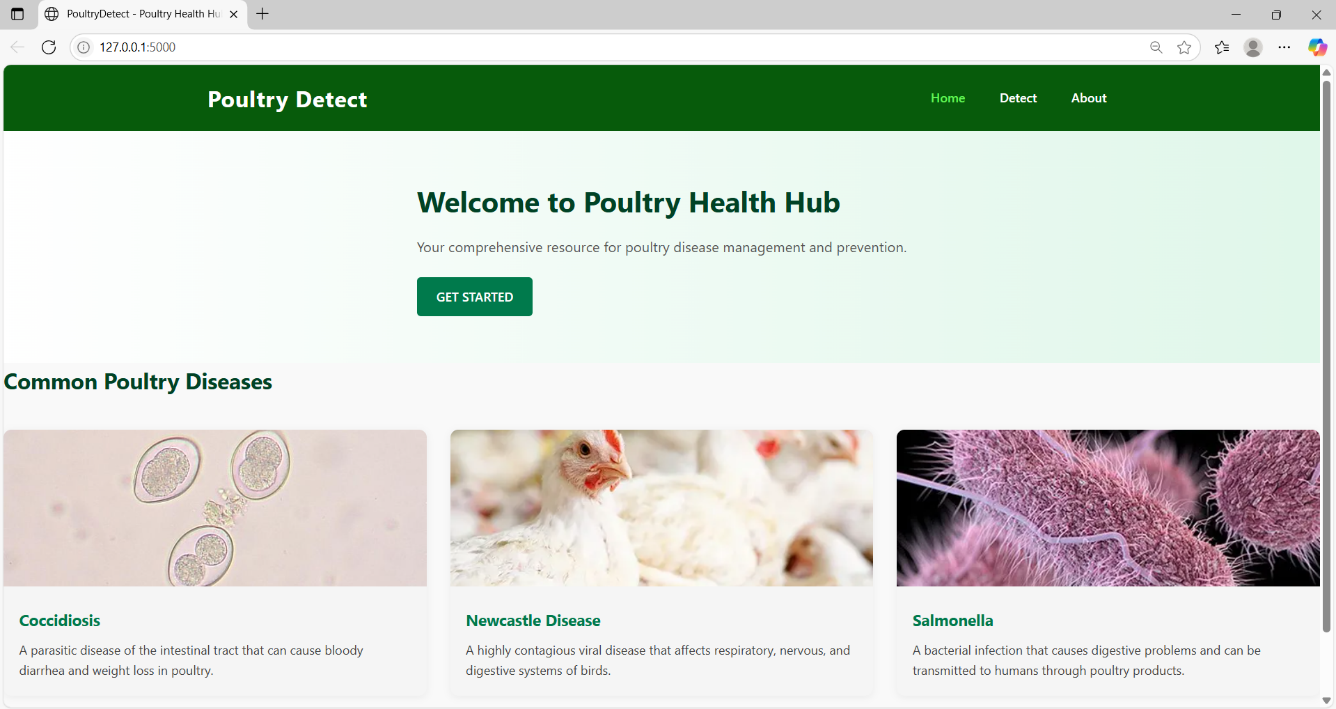 PoultryDetect - Poultry Health Hu
127.0.0.1:5000
Poultry Detect
Home Detect About
Welcome to Poultry Health Hub
Your comprehensive resource for poultry disease management and prevention.
GET STARTED
Common Poultry Diseases
Coccidiosis
A parasitic disease of the intestinal tract that can cause bloody
diarrhea and weight loss in poultry.
Newcastle Disease
A highly contagious viral disease that affects respiratory, nervous, and
digestive systems of birds.
Salmonella
A bacterial infection that causes digestive problems and can be
transmitted to humans through poultry products.